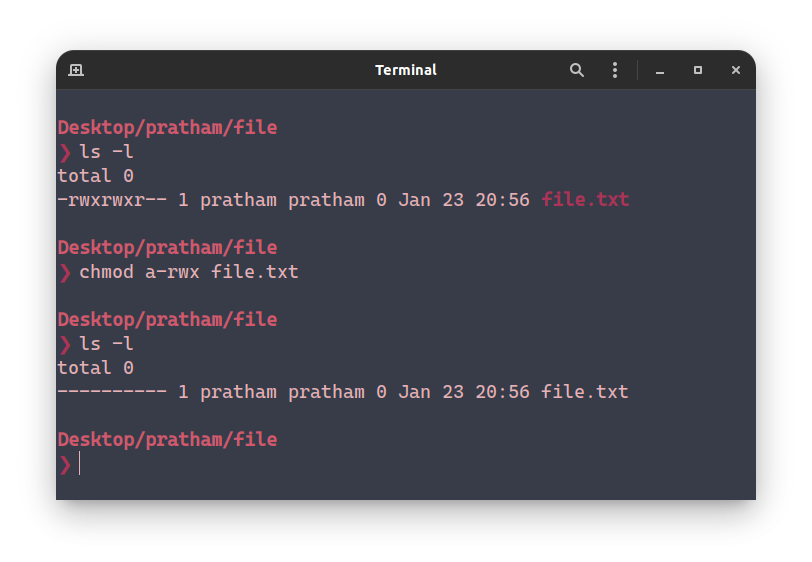 Terminal
Desktop/pratham/file
❯ ls -l
total 0
-rwxrwxr-- 1 pratham pratham 0 Jan 23 20:56 file.txt
Desktop/pratham/file
❯ chmod a-rwx file.txt
Desktop/pratham/file
❯ ls -l
total 0
---------- 1 pratham pratham 0 Jan 23 20:56 file.txt
Desktop/pratham/file
❯